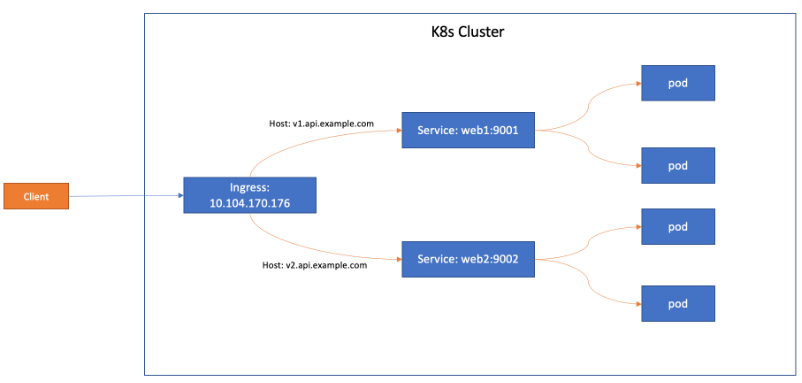 K8s Cluster
pod
Host: v1.api.example.com
Service: web1:9001
pod
Ingress:
10.104.170.176
Client
pod
Host: v2.api.example.com
Service: web2:9002
pod